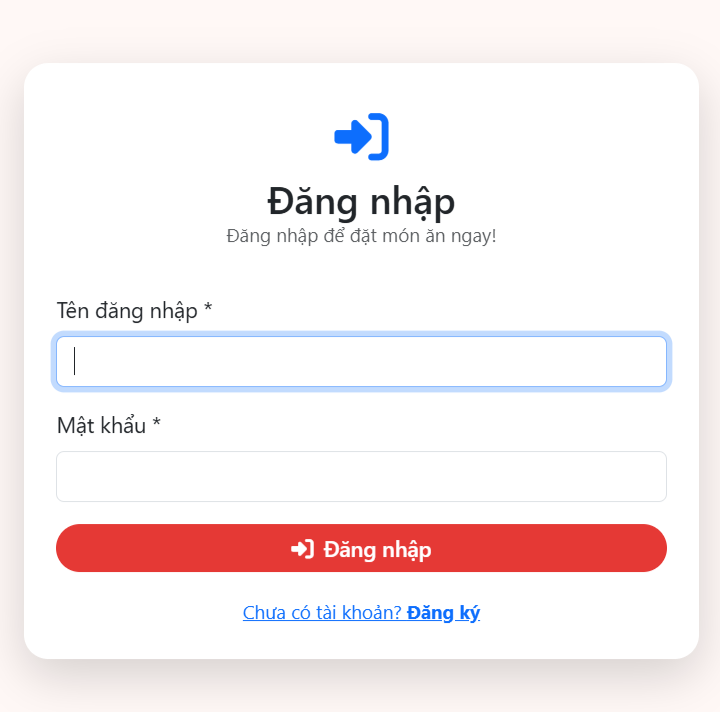 Đăng nhập
Đăng nhập để đặt món ăn ngay!
Tên đăng nhập *
Mật khẩu *
Đăng nhập
Chưa có tài khoản? Đăng ký